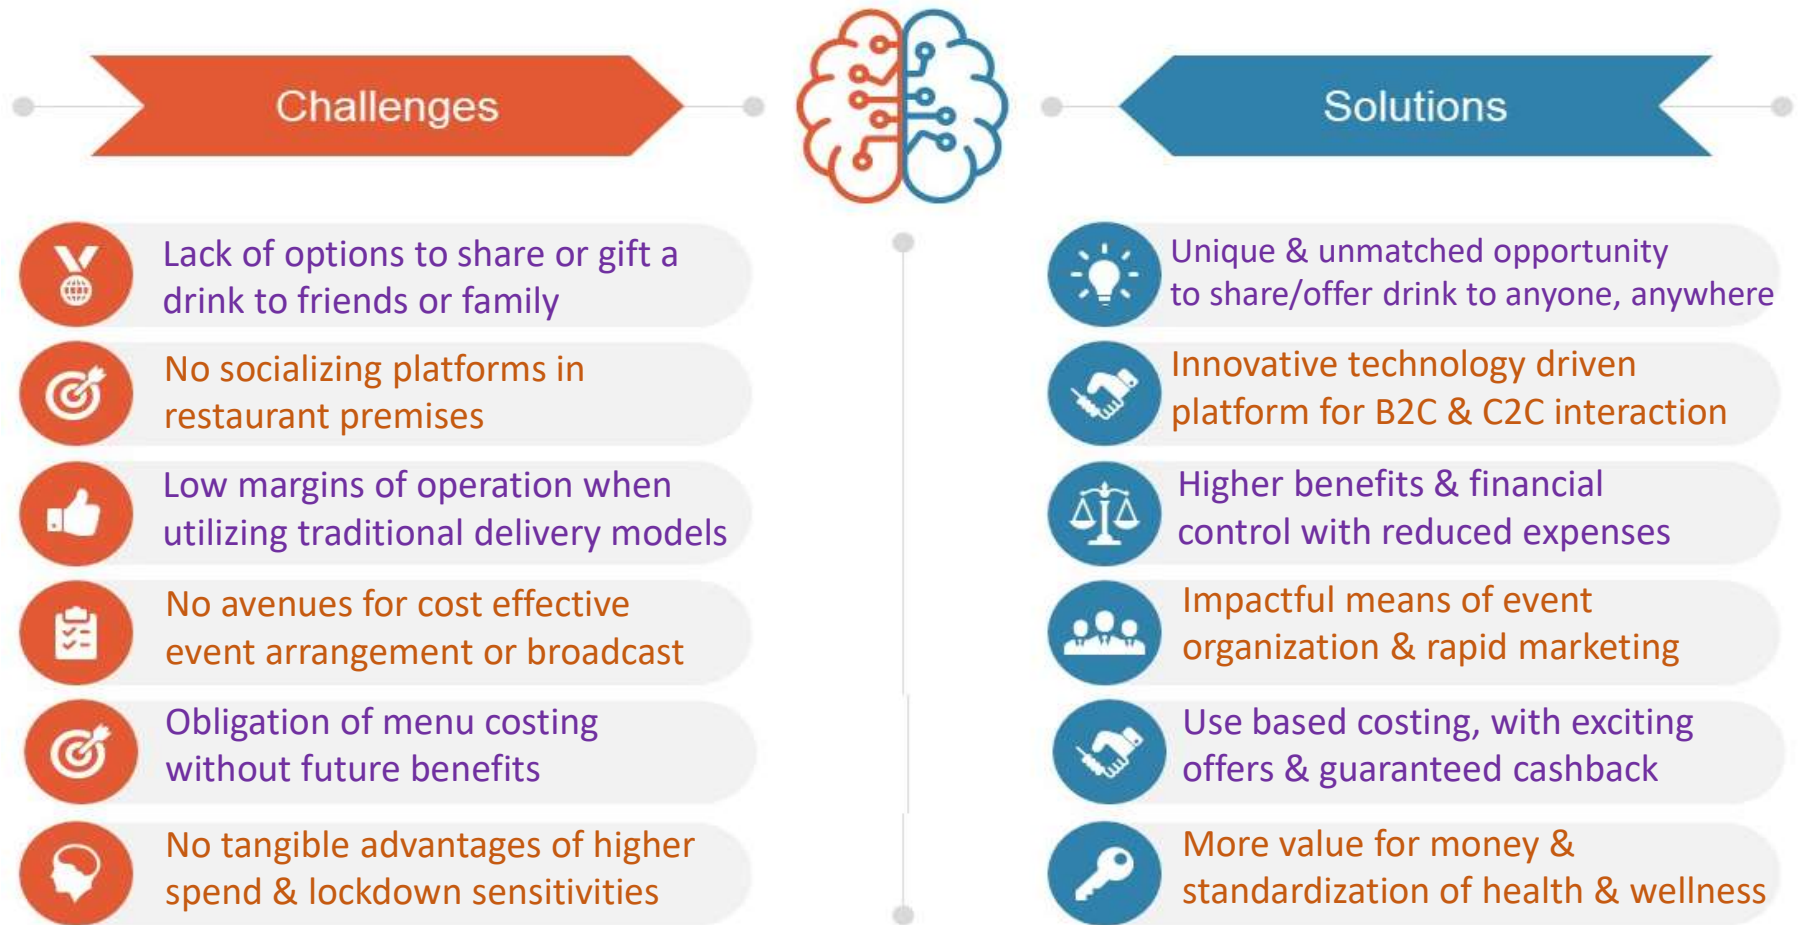 Challenges
Solutions
Lack of options to share or gift a
drink to friends or family
Unique & unmatched opportunity
to share/offer drink to anyone, anywhere
No socializing platforms in
restaurant premises
Innovative technology driven
platform for B2C & C2C interaction
Low margins of operation when
utilizing traditional delivery models
Higher benefits & financial
control with reduced expenses
No avenues for cost effective
event arrangement or broadcast
Impactful means of event
organization & rapid marketing
Obligation of menu costing
without future benefits
Use based costing, with exciting
offers & guaranteed cashback
No tangible advantages of higher
spend & lockdown sensitivities
More value for money &
standardization of health & wellness